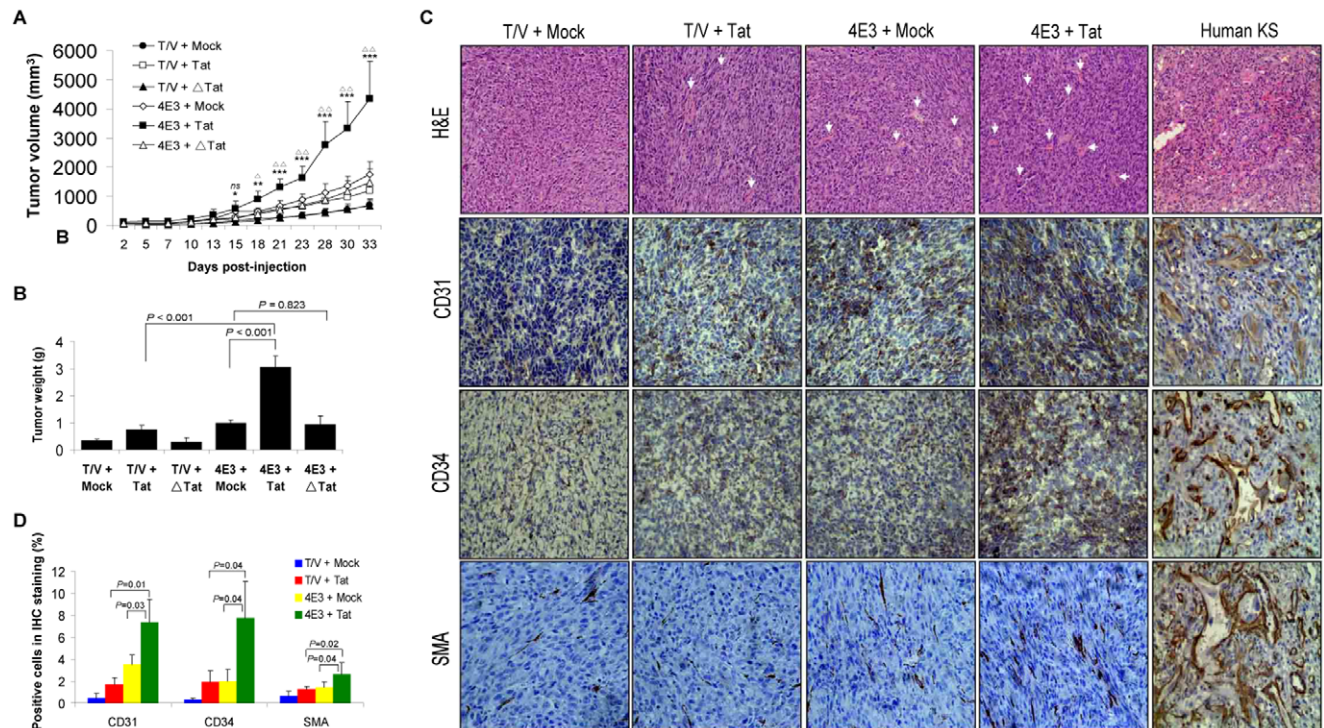 A
Tumor volume (mm³)
6000
5000
4000
3000
2000
1000
0
T/V + Mock
T/V + Tat
T/V + △Tat
4E3 + Mock
4E3 + Tat
4E3 + △Tat
ns
*
△
**
△△
***
△△
***
△△
***
△△
***
△△
***
2 5 7 10 13 15 18 21 23 28 30 33
Days post-injection
B
B
Tumor weight (g)
4
3
2
1
0
P = 0.823
P < 0.001
P < 0.001
T/V + Mock
T/V + Tat
T/V + △Tat
4E3 + Mock
4E3 + Tat
4E3 + △Tat
D
Positive cells in IHC staining (%)
12
10
8
6
4
2
0
P=0.01
P=0.03
P=0.04
P=0.04
P=0.02
P=0.04
T/V + Mock
T/V + Tat
4E3 + Mock
4E3 + Tat
CD31 CD34 SMA
C
T/V + Mock T/V + Tat 4E3 + Mock 4E3 + Tat Human KS
H&E
CD31
CD34
SMA